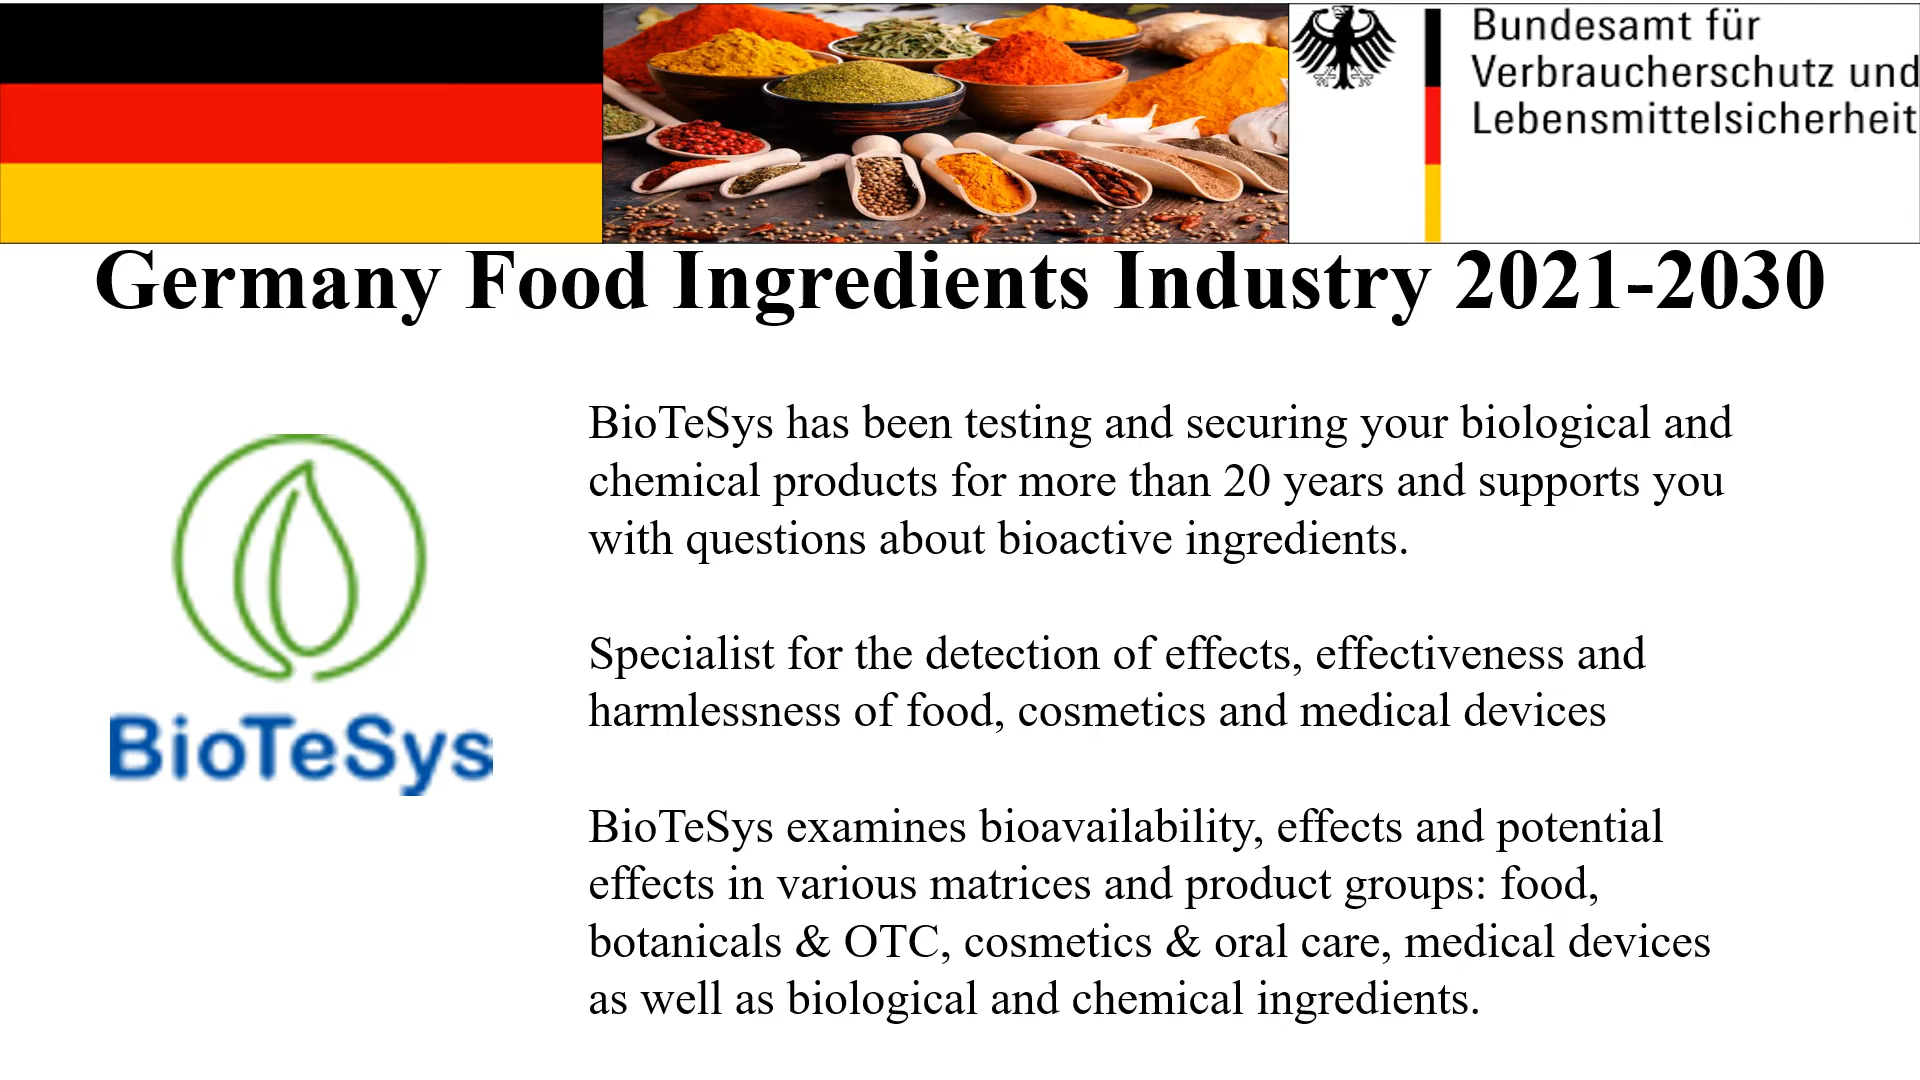 Bundesamt für
Verbraucherschutz und
Lebensmittelsicherheit
Germany Food Ingredients Industry 2021-2030
BioTeSys
BioTeSys has been testing and securing your biological and
chemical products for more than 20 years and supports you
with questions about bioactive ingredients.
Specialist for the detection of effects, effectiveness and
harmlessness of food, cosmetics and medical devices
BioTeSys examines bioavailability, effects and potential
effects in various matrices and product groups: food,
botanicals & OTC, cosmetics & oral care, medical devices
as well as biological and chemical ingredients.